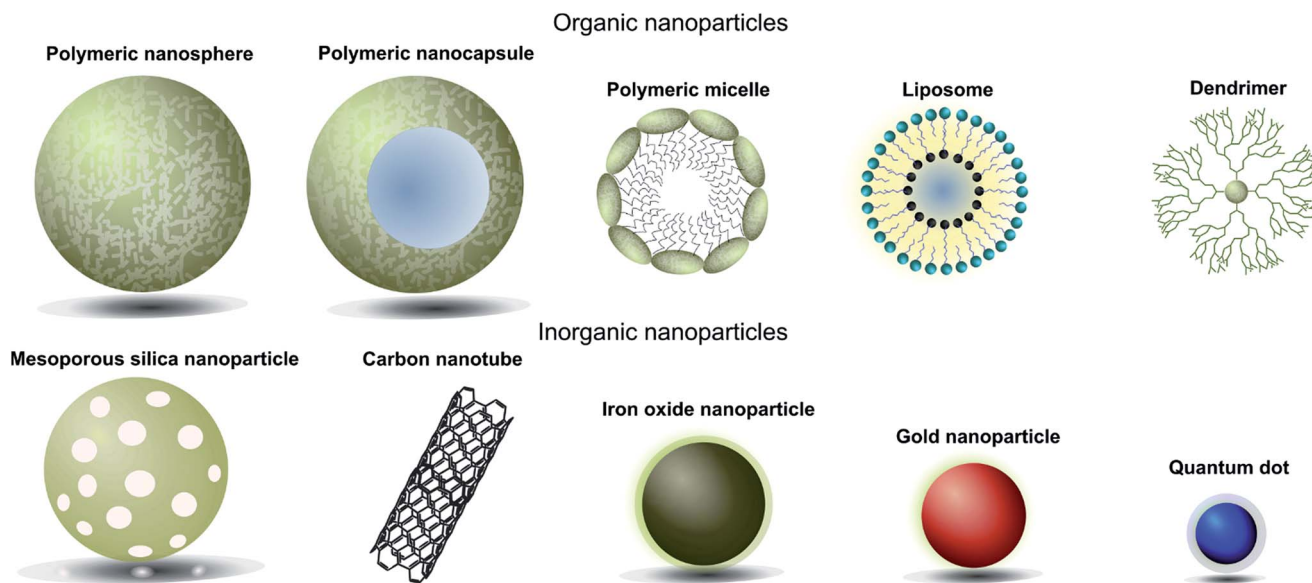 Organic nanoparticles
Polymeric nanosphere
Polymeric nanocapsule
Polymeric micelle
Liposome
Dendrimer
Inorganic nanoparticles
Mesoporous silica nanoparticle
Carbon nanotube
Iron oxide nanoparticle
Gold nanoparticle
Quantum dot